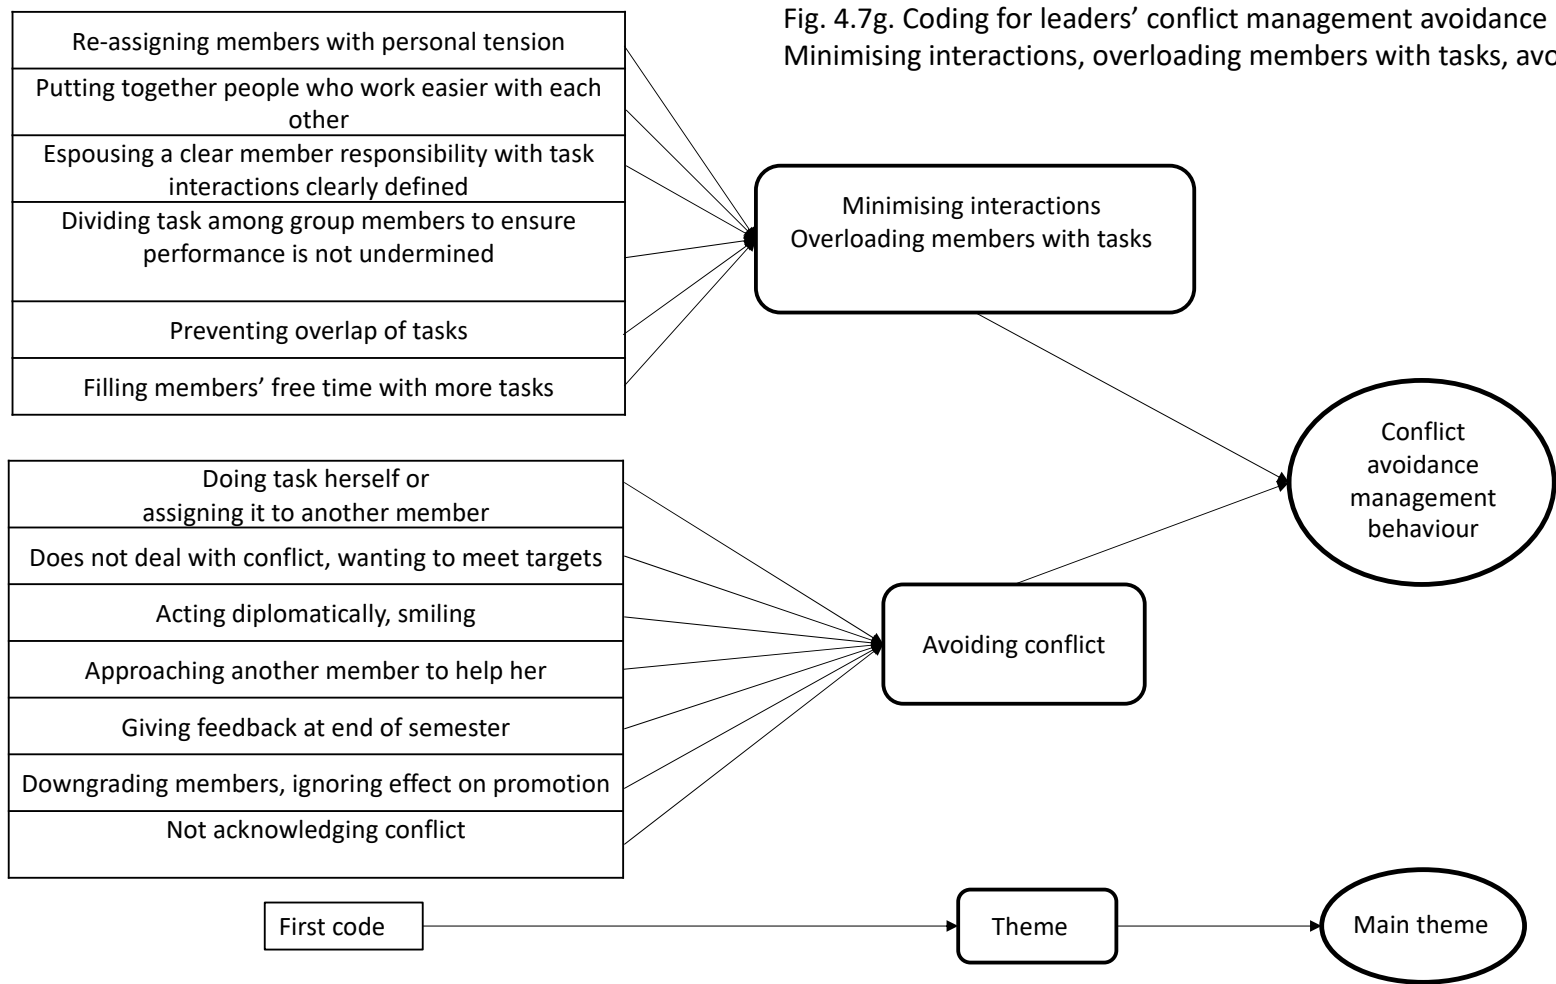 Fig. 4.7g. Coding for leaders’ conflict management avoidance
Minimising interactions, overloading members with tasks,
Re-assigning members with personal tension
Putting together people who work easier with each
other
Espousing a clear member responsibility with task
interactions clearly defined
Dividing task among group members to ensure
performance is not undermined
Preventing overlap of tasks
Filling members’ free time with more tasks
Minimising interactions
Overloading members with tasks
Doing task herself or
assigning it to another member
Does not deal with conflict, wanting to meet targets
Acting diplomatically, smiling
Approaching another member to help her
Giving feedback at end of semester
Downgrading members, ignoring effect on promotion
Not acknowledging conflict
Avoiding conflict
Conflict
avoidance
management
behaviour
First code
Theme
Main theme